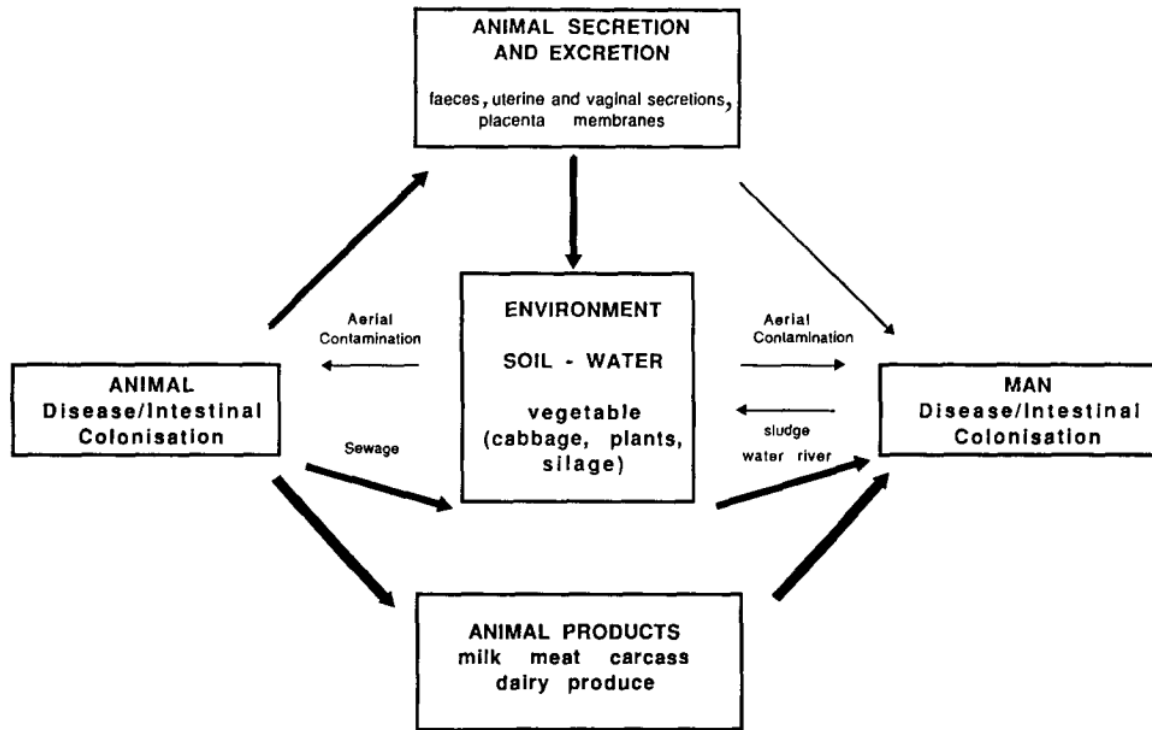 ANIMAL SECRETION
AND EXCRETION
faeces, uterine and vaginal secretions,
placenta membranes
ENVIRONMENT
SOIL - WATER
vegetable
(cabbage, plants,
silage)
Aerial
Contamination
Aerial
Contamination
ANIMAL
Disease/Intestinal
Colonisation
Sewage
sludge
water river
MAN
Disease/Intestinal
Colonisation
ANIMAL PRODUCTS
milk meat carcass
dairy produce